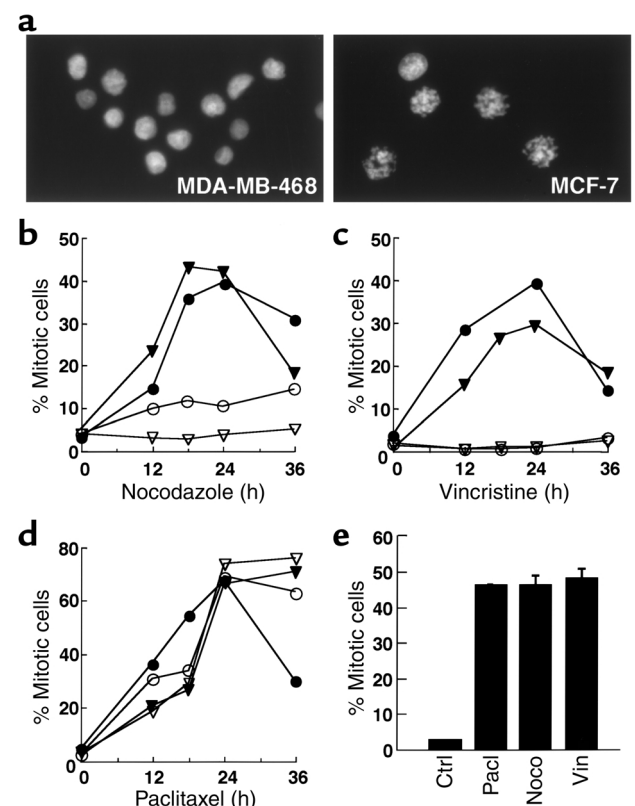 a
MDA-MB-468
MCF-7
b
50
40
30
20
10
0
% Mitotic cells
0 12 24 36
Nocodazole (h)
c
50
40
30
20
10
0
% Mitotic cells
0 12 24 36
Vincristine (h)
d
80
60
40
20
0
% Mitotic cells
0 12 24 36
Paclitaxel (h)
e
60
50
40
30
20
10
0
% Mitotic cells
Ctrl
Pacl
Noco
Vin